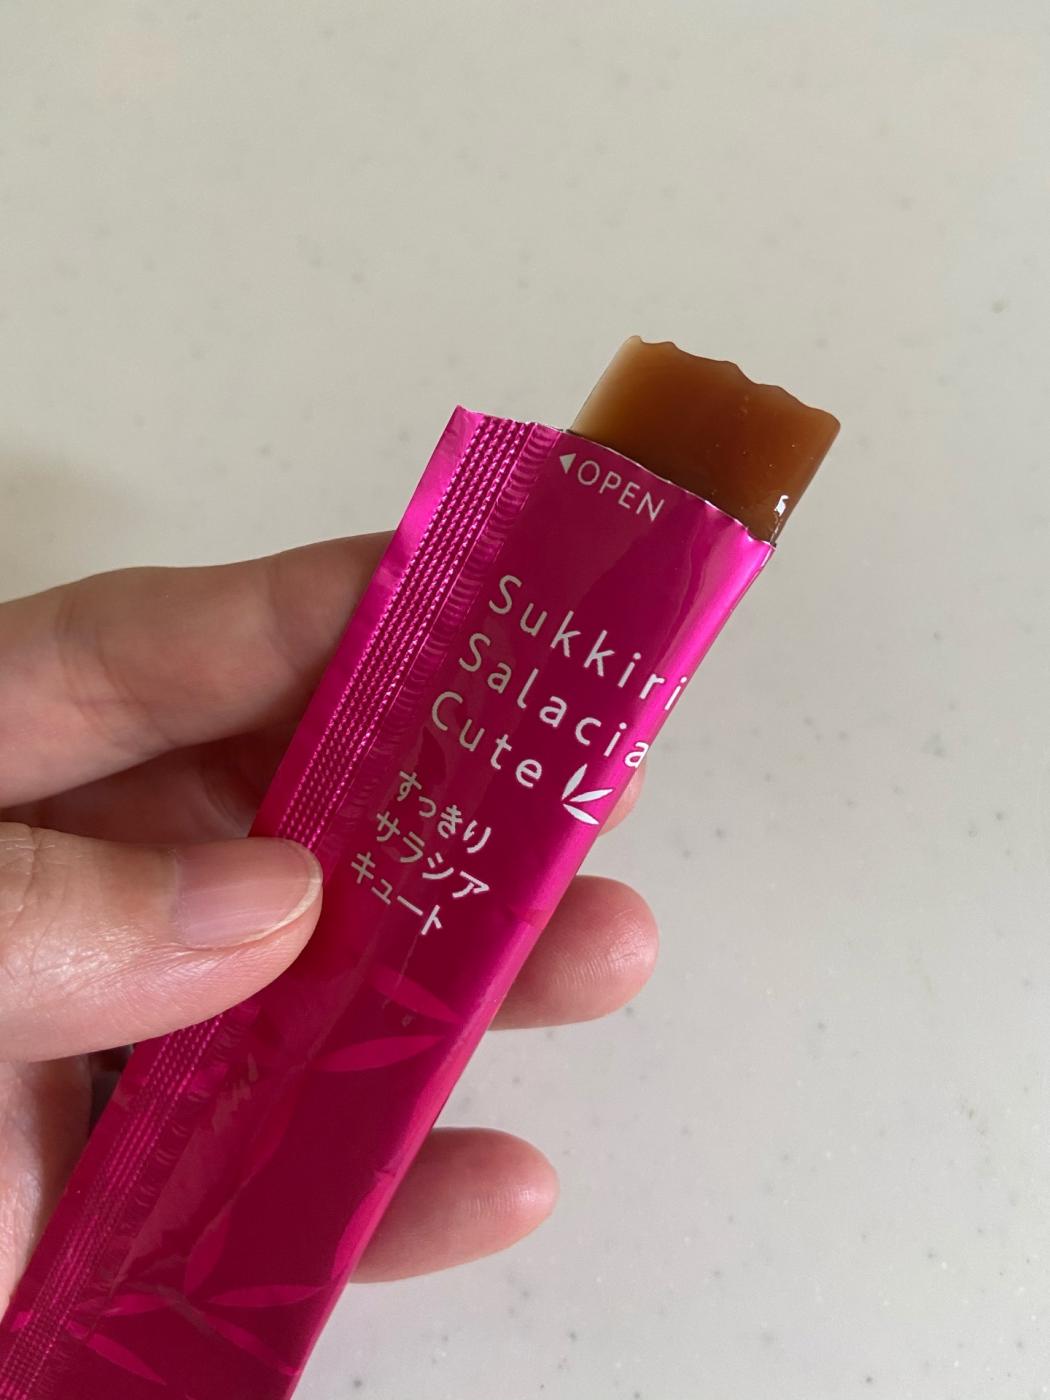 ◀OPEN
Sukkiri
Salacia
Cute
すっきり
サラシア
キュート